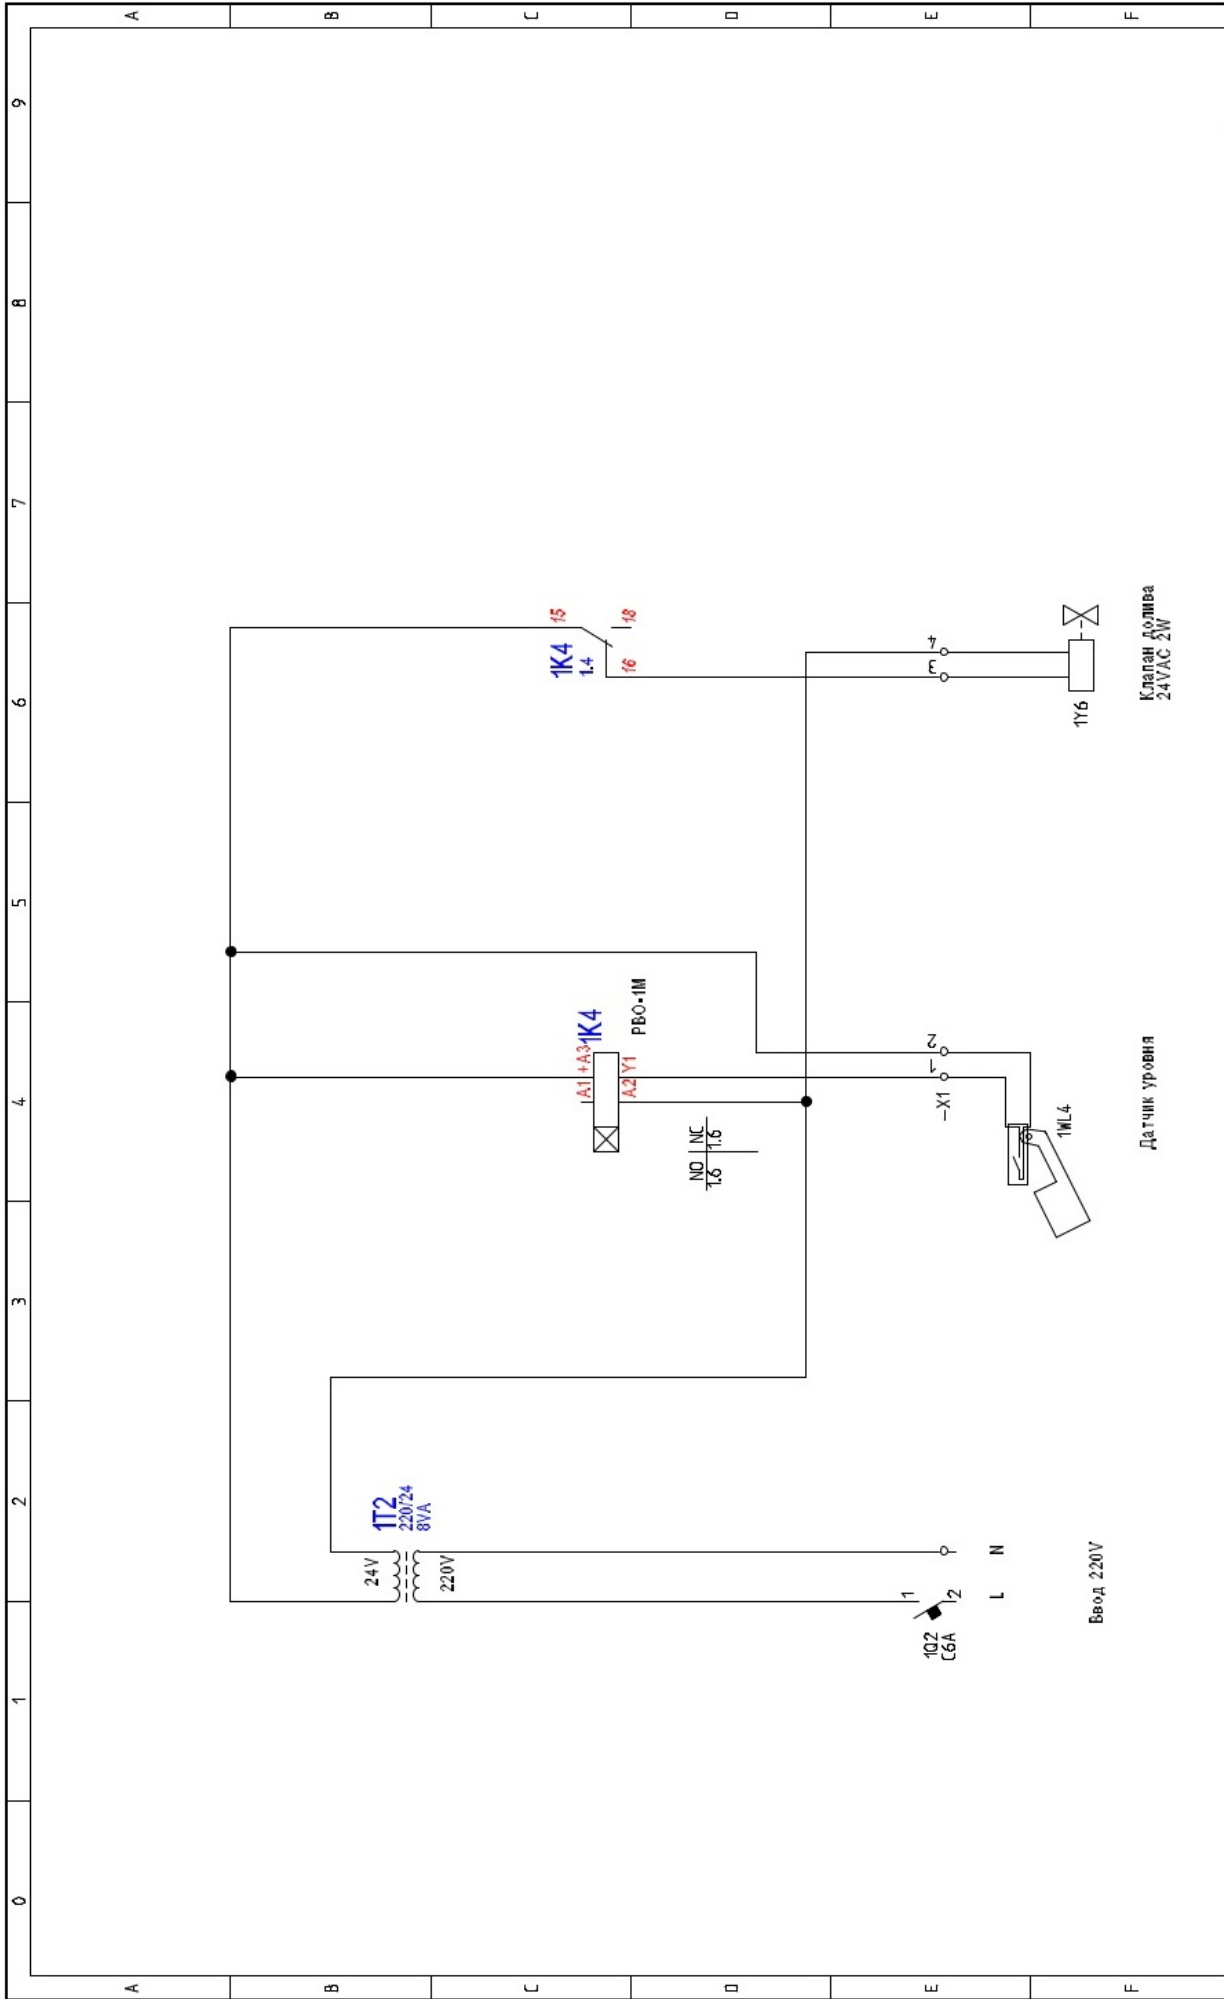 0 1 2 3 4 5 6 7 8 9
A
B
C
D
E
F
A
B
C
D
E
F
24V
1T2
220/24
8VA
220V
1
2
1Q2
C6A
L
N
Ввод 220V
A1 +A3
1K4
A2 Y1
РВО-1М
NO NC
1.6 1.6
-X1
1
2
1WL4
Датчик уровня
15
1K4
1.4
16
18
3
4
1Y6
Клапан долива
24VAC 2W